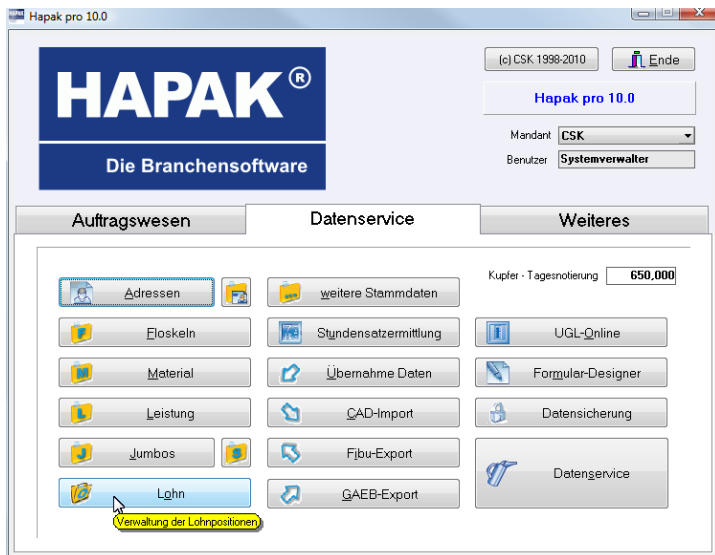 Hapak pro 10.0
HAPAK®
Die Branchensoftware
(c) CSK 1998-2010
Ende
Hapak pro 10.0
Mandant CSK
Benutzer Systemverwalter
Auftragswesen
Datenservice
Weiteres
Kupfer - Tagesnotierung 650,000
Adressen
weitere Stammdaten
Floskeln
Stundensatzermittlung
UGL-Online
Material
Übernahme Daten
Formular-Designer
Leistung
CAD-Import
Datensicherung
Jumbos
Fibu-Export
Datenservice
Lohn
GAEB-Export
Verwaltung der Lohnpositionen